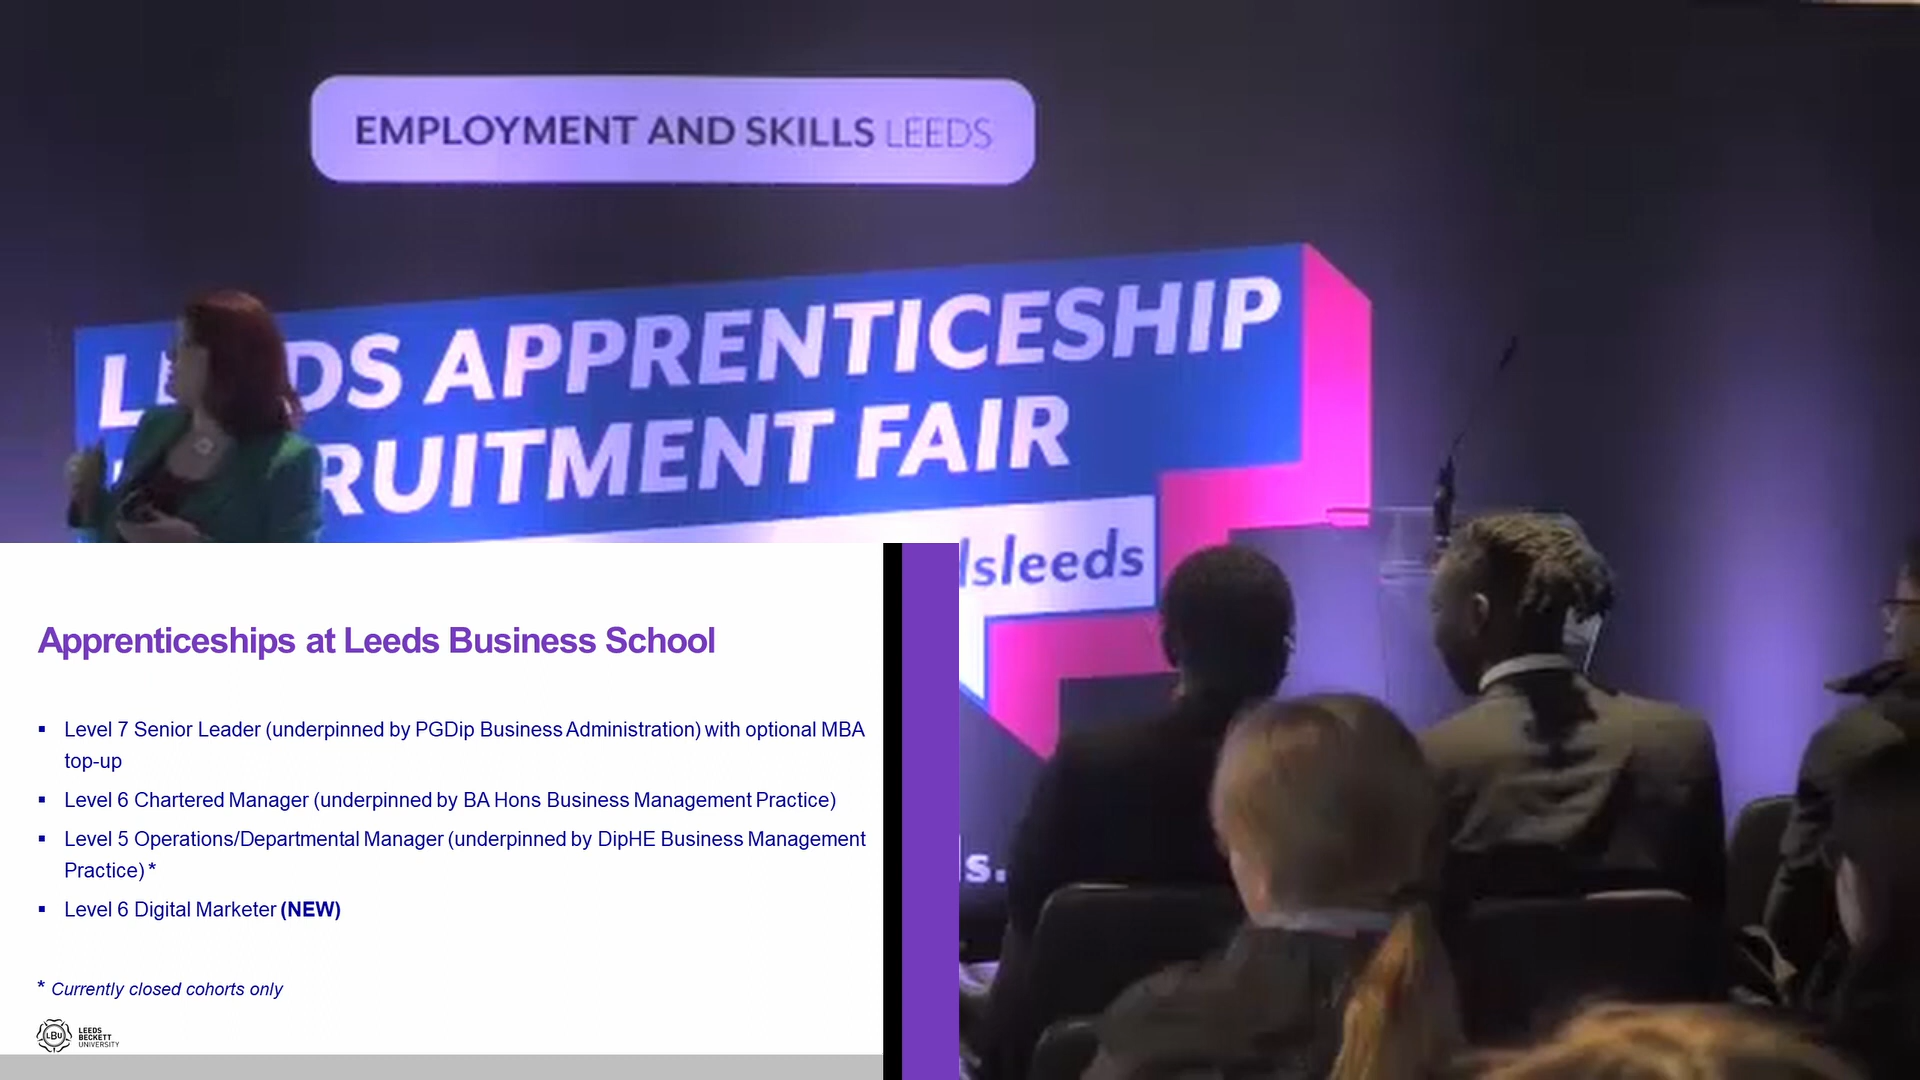 EMPLOYMENT AND SKILLS LEEDS
LEEDS APPRENTICESHIP
RUITMENT FAIR
sleeds
s.
Apprenticeships at Leeds Business School
▪ Level 7 Senior Leader (underpinned by PGDip Business Administration) with optional MBA
top-up
▪ Level 6 Chartered Manager (underpinned by BA Hons Business Management Practice)
▪ Level 5 Operations/Departmental Manager (underpinned by DipHE Business Management
Practice) *
▪ Level 6 Digital Marketer (NEW)
* Currently closed cohorts only
LBU
LEEDS
BECKETT
UNIVERSITY